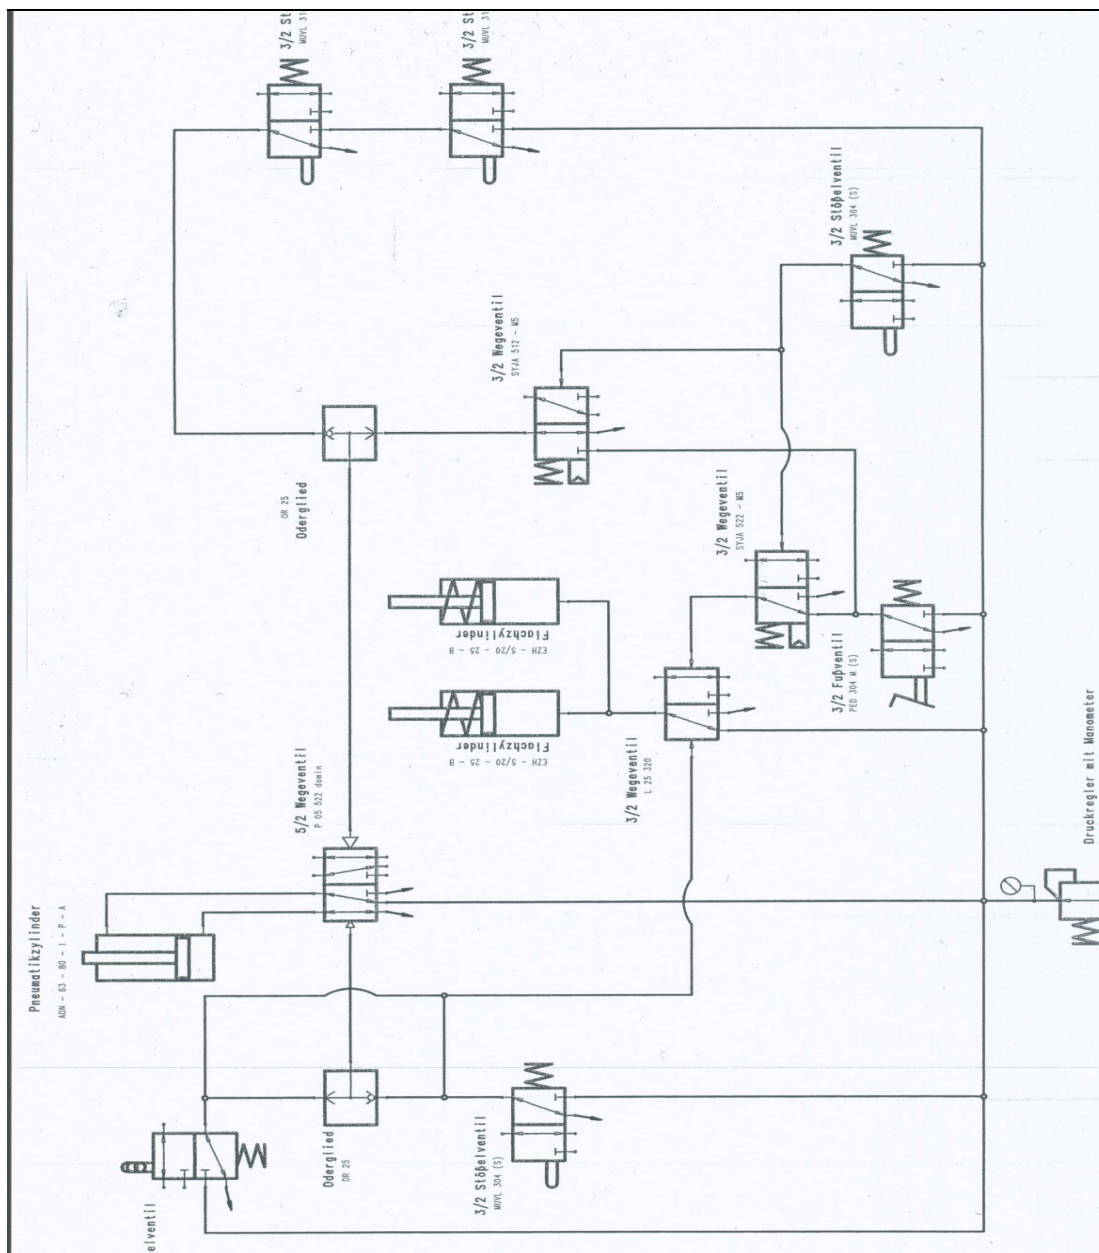 3/2 St
MUVL 31
3/2 St
MUVL 31
3/2 Stößelventil
MUVL 304 (S)
3/2 Wegeventil
SYJA 512 - M5
OR 25
Oderglied
3/2 Wegeventil
SYJA 522 - M5
Flachzylinder
EZH - 5/20 - 25 - B
Flachzylinder
EZH - 5/20 - 25 - B
3/2 Fußventil
PED 304 M (S)
3/2 Wegeventil
L 25 320
5/2 Wegeventil
P 05 522 domin
Druckregler mit Manometer
Pneumatikzylinder
ADN - 63 - 80 - I - P - A
Oderglied
OR 25
3/2 Stößelventil
MUVL 304 (S)
elventil